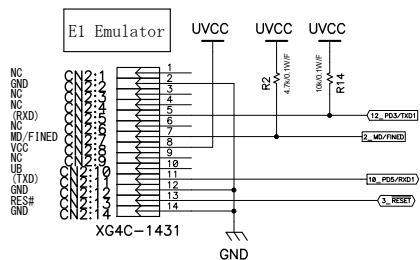 E1 Emulator
UVCC UVCC UVCC
R2
4.7k/0.1W/F
10k/0.1W/F
R14
NC CN2:1 1
GND CN2:2 2
NC CN2:3 3
NC CN2:4 4
(RXD) CN2:5 5
NC CN2:6 6
MD/FINED CN2:7 7
VCC CN2:8 8
NC CN2:9 9
UB CN2:10 10
(TXD) CN2:11 11
GND CN2:12 12
RES# CN2:13 13
GND CN2:14 14
12_PD3/TXD1
2_MD/FINED
10_PD5/RXD1
3_RESET
XG4C-1431
GND